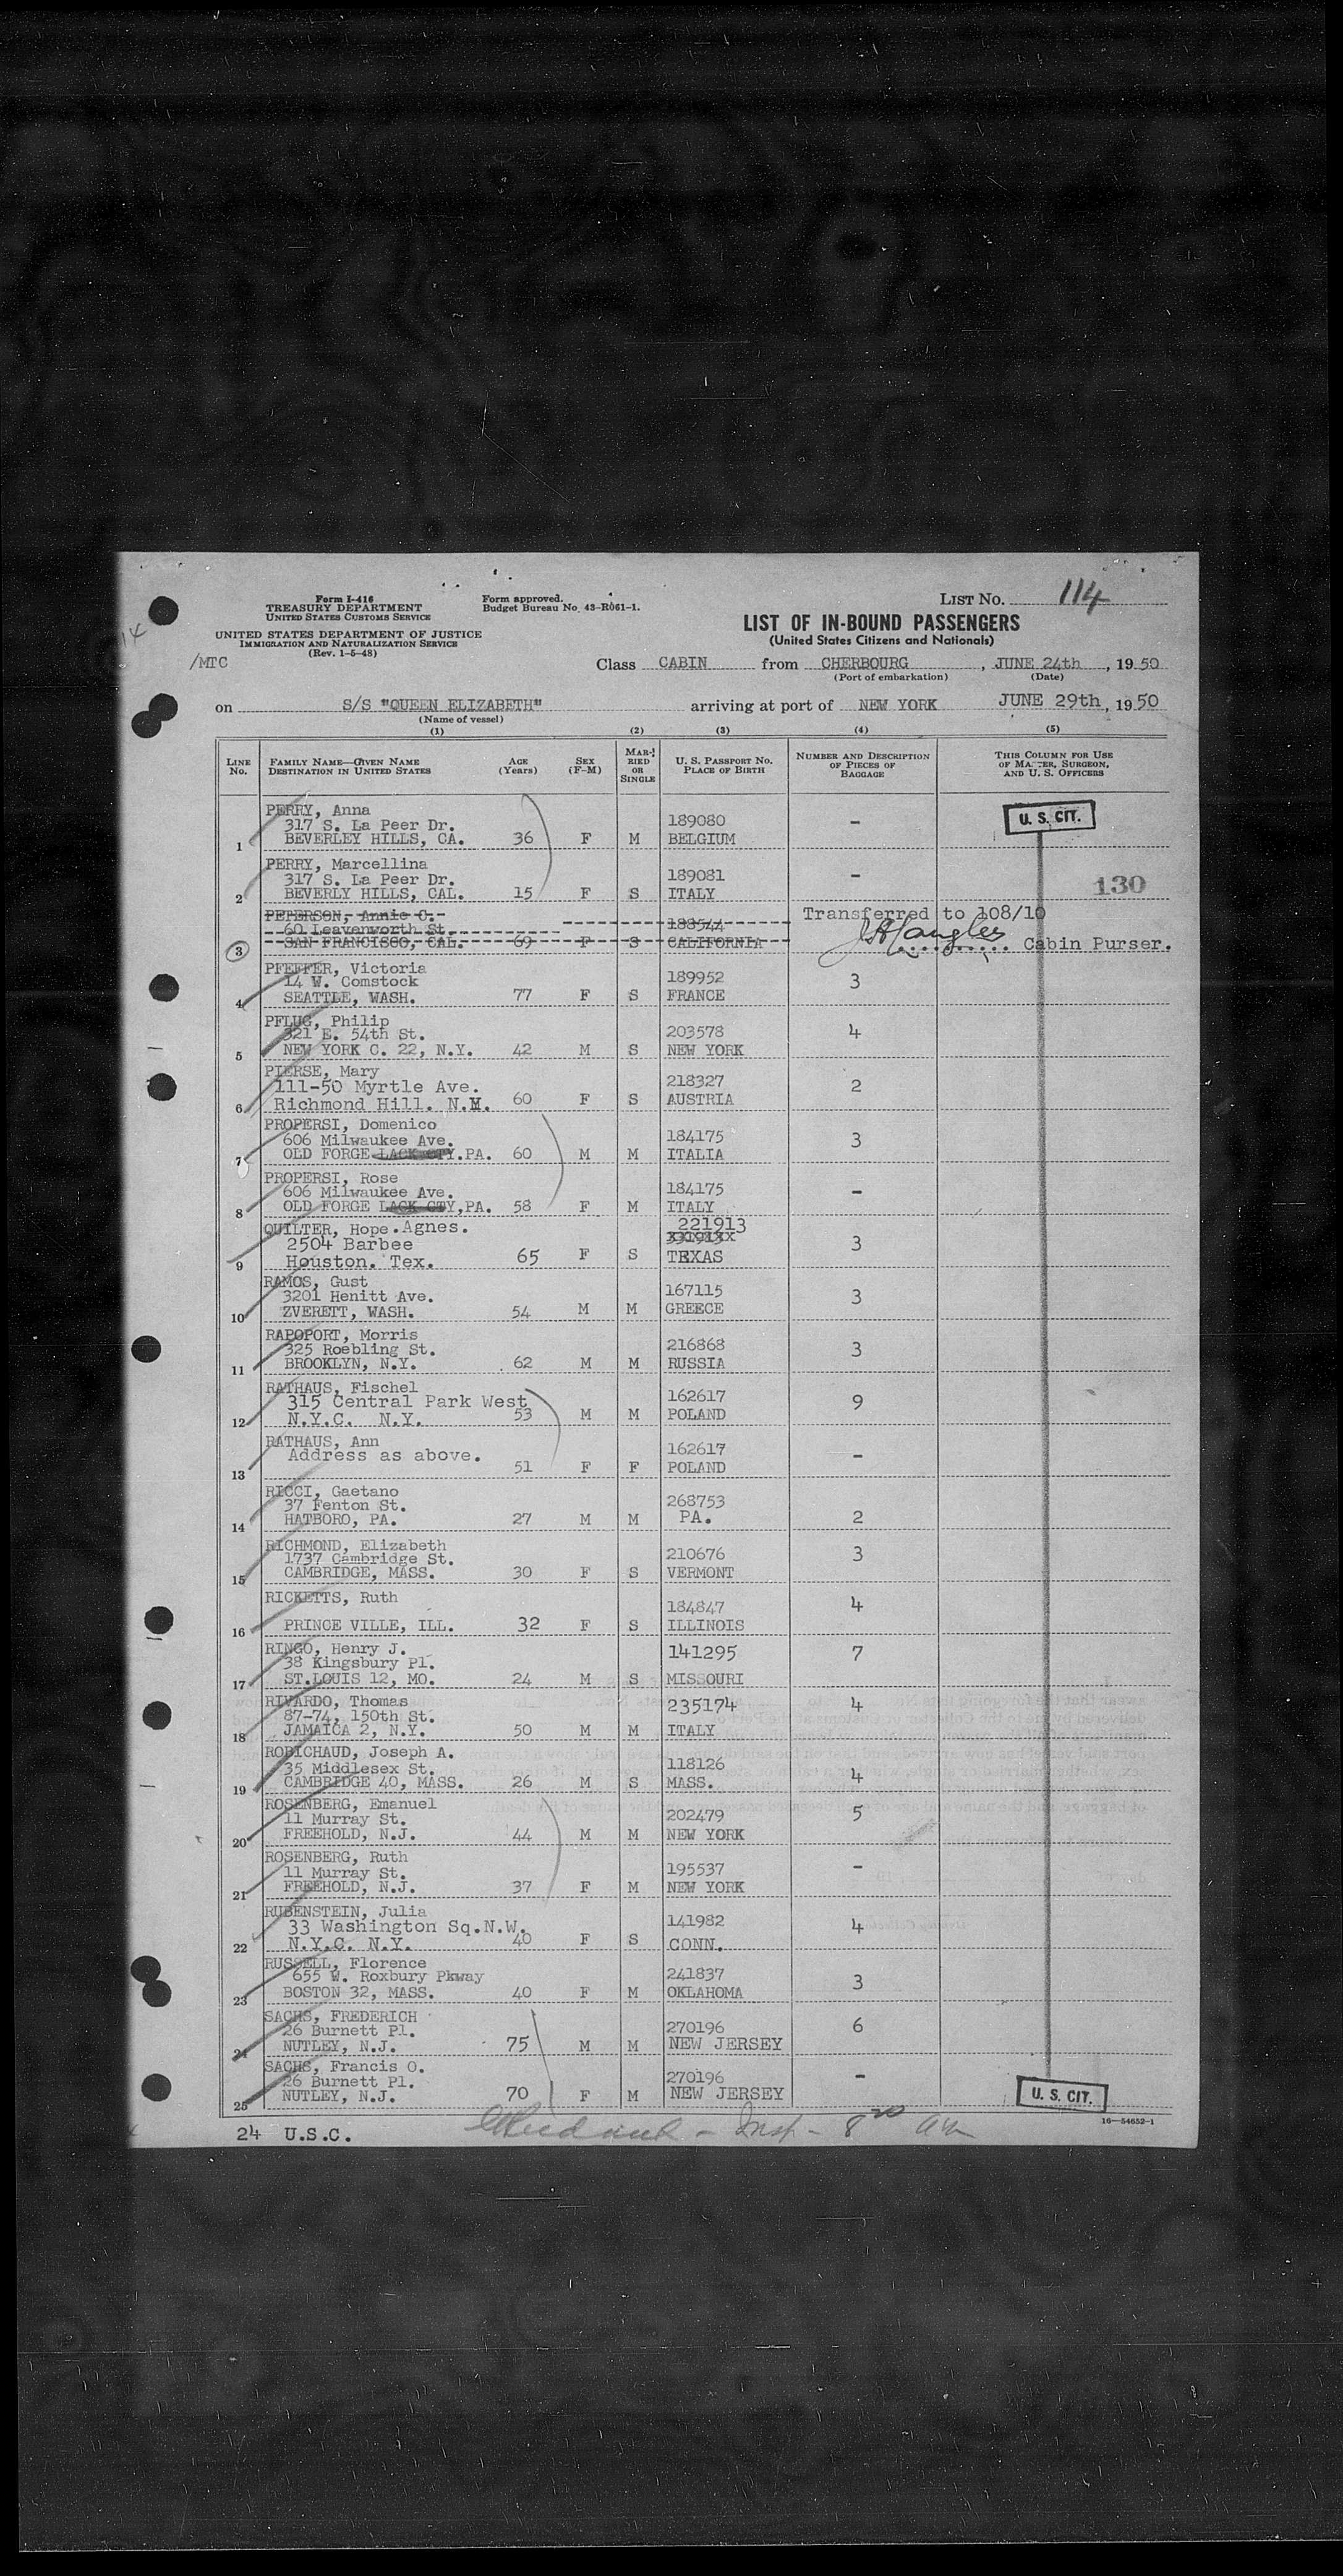 Form I-416
TREASURY DEPARTMENT
UNITED STATES CUSTOMS SERVICE
UNITED STATES DEPARTMENT OF JUSTICE
IMMIGRATION AND NATURALIZATION SERVICE
(Rev. 1-5-48)
/MTC
Form approved.
Budget Bureau No. 43-R061-1.
LIST No. 114
LIST OF IN-BOUND PASSENGERS
(United States Citizens and Nationals)
Class CABIN from CHERBOURG, JUNE 24th, 1950
(Port of embarkation) (Date)
on S/S "QUEEN ELIZABETH" arriving at port of NEW YORK JUNE 29th, 1950
(Name of vessel)
(1) (2) (3) (4) (5)
LINE No. FAMILY NAME—GIVEN NAME DESTINATION IN UNITED STATES AGE (Years) SEX (F-M) MARRIED OR SINGLE U. S. PASSPORT No. PLACE OF BIRTH NUMBER AND DESCRIPTION OF PIECES OF BAGGAGE THIS COLUMN FOR USE OF MASTER, SURGEON, AND U. S. OFFICERS
PERRY, Anna
317 S. La Peer Dr. 189080 - U. S. CIT.
1 BEVERLEY HILLS, CA. 36 F M BELGIUM
PERRY, Marcellina
317 S. La Peer Dr. 189081 - 130
2 BEVERLY HILLS, CAL. 15 F S ITALY
PETERSON, Annie C. Transferred to 108/10
60 Leavenworth St. 188544
3 SAN FRANCISCO, CAL. 69 F S CALIFORNIA Cabin Purser.
PFEFFER, Victoria
14 W. Comstock 189952 3
4 SEATTLE, WASH. 77 F S FRANCE
PFLUG, Philip
321 E. 54th St. 203578 4
5 NEW YORK C. 22, N.Y. 42 M S NEW YORK
PIERSE, Mary
111-50 Myrtle Ave. 218327 2
6 Richmond Hill. N.Y. 60 F S AUSTRIA
PROPERSI, Domenico
606 Milwaukee Ave. 184175 3
7 OLD FORGE LACK CTY.PA. 60 M M ITALIA
PROPERSI, Rose
606 Milwaukee Ave. 184175 -
8 OLD FORGE LACK CTY,PA. 58 F M ITALY
QUILTER, Hope.Agnes. 221913
2504 Barbee 3
9 Houston. Tex. 65 F S TEXAS
RAMOS, Gust
3201 Henitt Ave. 167115 3
10 ZVERETT, WASH. 54 M M GREECE
RAPOPORT, Morris
325 Roebling St. 216868 3
11 BROOKLYN, N.Y. 62 M M RUSSIA
RATHAUS, Fischel
315 Central Park West 162617 9
12 N.Y.C. N.Y. 53 M M POLAND
RATHAUS, Ann
Address as above. 162617 -
13 51 F F POLAND
RICCI, Gaetano
37 Fenton St. 268753
14 HATBORO, PA. 27 M M PA. 2
RICHMOND, Elizabeth
1737 Cambridge St. 210676 3
15 CAMBRIDGE, MASS. 30 F S VERMONT
RICKETTS, Ruth
184847 4
16 PRINCE VILLE, ILL. 32 F S ILLINOIS
RINGO, Henry J.
38 Kingsbury Pl. 141295 7
17 ST.LOUIS 12, MO. 24 M S MISSOURI
RIVARDO, Thomas
87-74, 150th St. 235174 4
18 JAMAICA 2, N.Y. 50 M M ITALY
ROBICHAUD, Joseph A.
35 Middlesex St. 118126
19 CAMBRIDGE 40, MASS. 26 M S MASS. 4
ROSENBERG, Emanuel
11 Murray St. 202479 5
20 FREEHOLD, N.J. 44 M M NEW YORK
ROSENBERG, Ruth
11 Murray St. 195537 -
21 FREEHOLD, N.J. 37 F M NEW YORK
RUBENSTEIN, Julia
33 Washington Sq.N.W. 141982 4
22 N.Y.C. N.Y. 40 F S CONN.
RUSSELL, Florence
655 W. Roxbury Pkway 241837 3
23 BOSTON 32, MASS. 40 F M OKLAHOMA
SACHS, FREDERICH
26 Burnett Pl. 270196 6
24 NUTLEY, N.J. 75 M M NEW JERSEY
SACHS, Francis O.
26 Burnett Pl. 270196 -
25 NUTLEY, N.J. 70 F M NEW JERSEY U. S. CIT.
16—54652-1
24 U.S.C. - Insp - 8 20 am